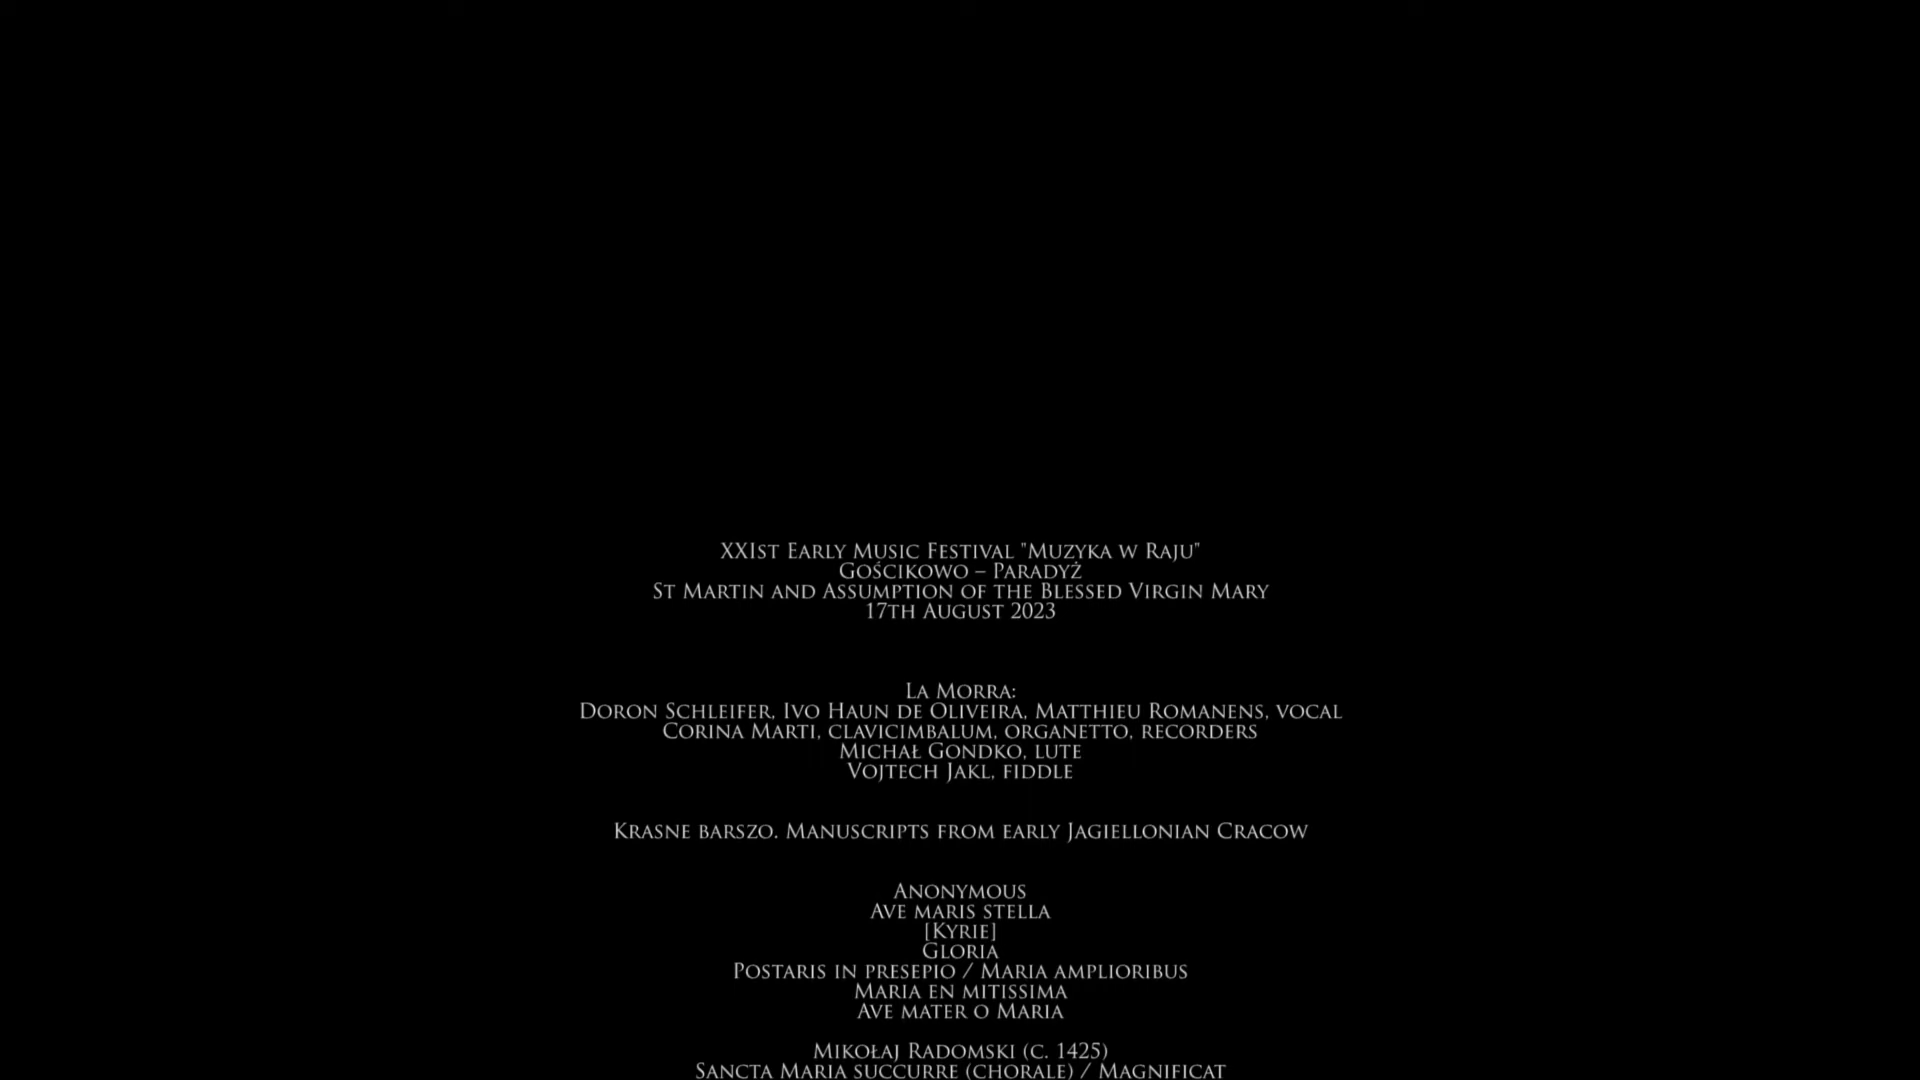 XXIst Early Music Festival "Muzyka w Raju"
Gościkowo – Paradyż
St Martin and Assumption of the Blessed Virgin Mary
17th August 2023
La Morra:
Doron Schleifer, Ivo Haun de Oliveira, Matthieu Romanens, vocal
Corina Marti, clavicimbalum, organetto, recorders
Michał Gondko, lute
Vojtech Jakl, fiddle
Krasne barszo. Manuscripts from early Jagiellonian Cracow
Anonymous
Ave maris stella
[Kyrie]
Gloria
Postaris in presepio / Maria amplioribus
Maria en mitissima
Ave mater o Maria
Mikołaj Radomski (c. 1425)
Sancta Maria succurre (chorale) / Magnificat